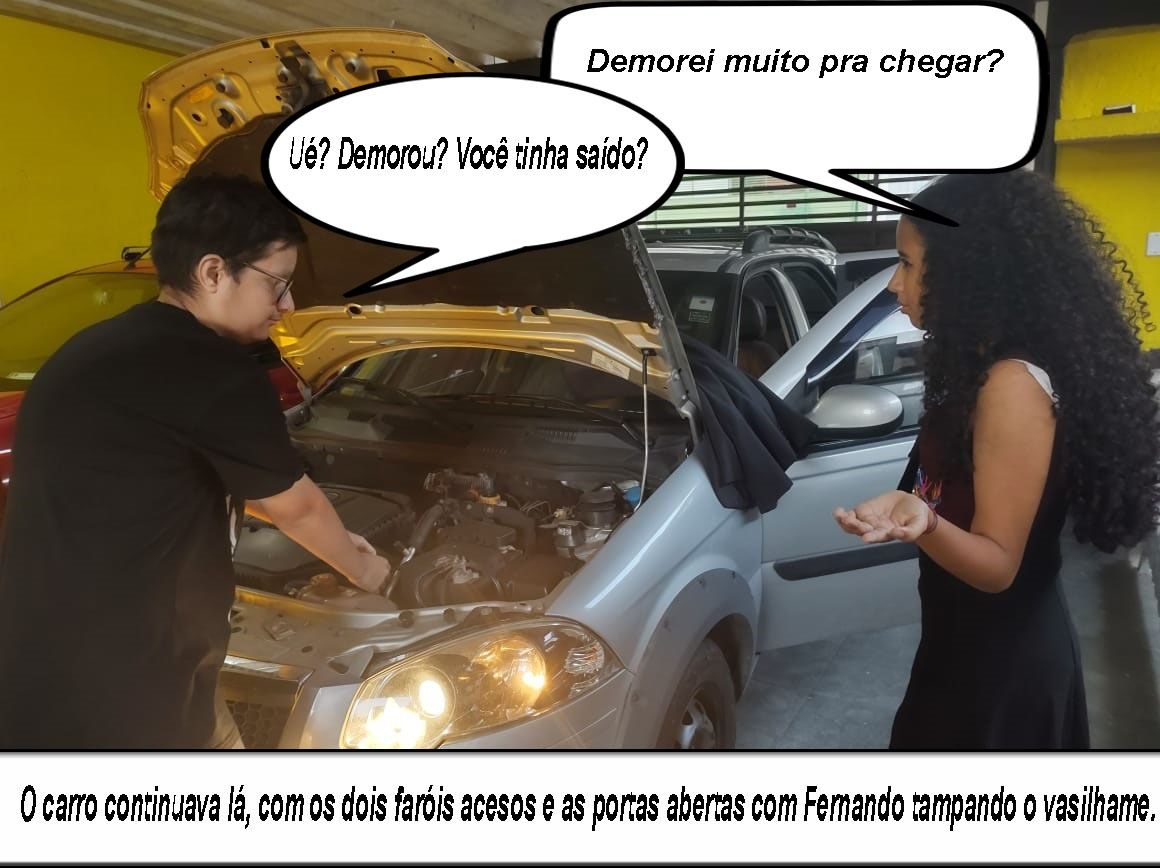 Demorei muito pra chegar?
Ué? Demorou? Você tinha saído?
O carro continuava lá, com os dois faróis acesos e as portas abertas com Fernando tampando o vasilhame.